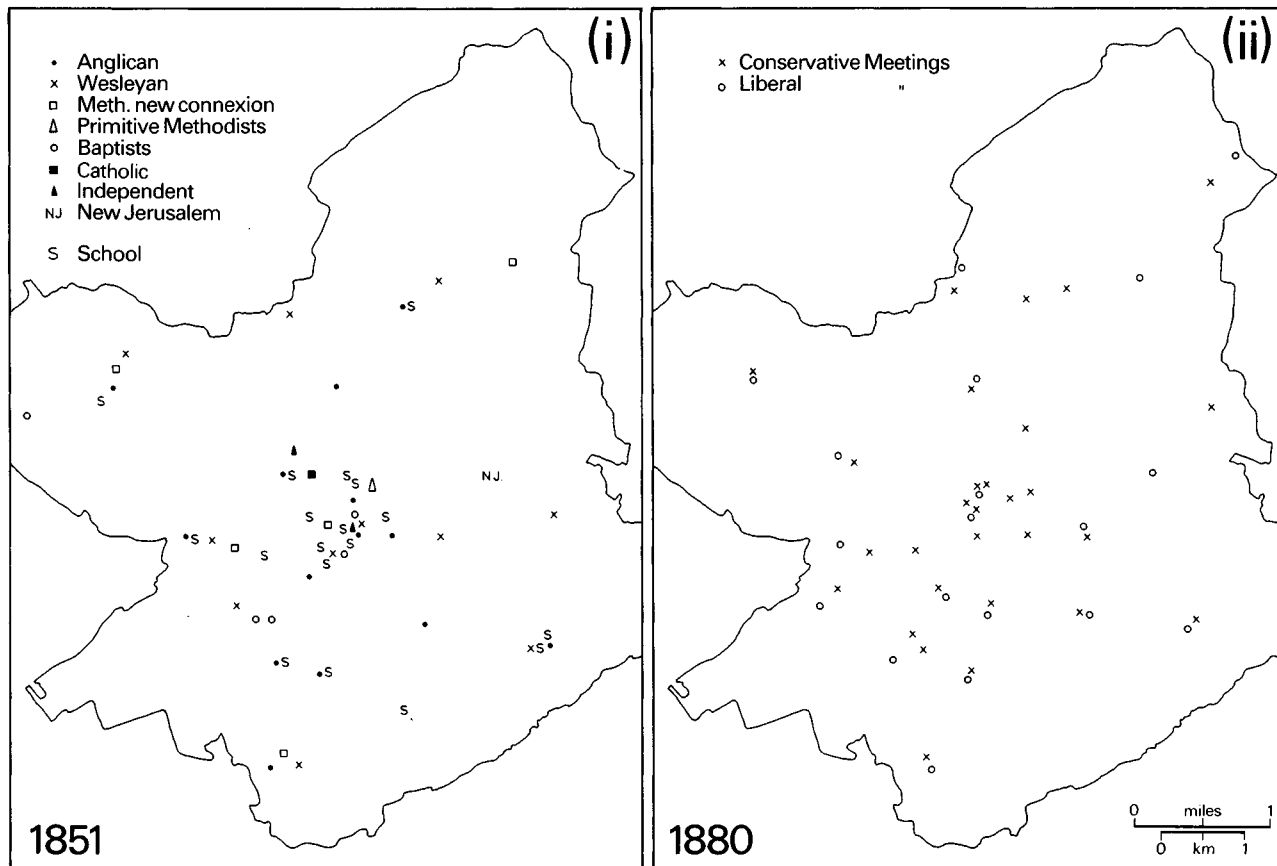 (i)
Anglican
Wesleyan
Meth. new connexion
Primitive Methodists
Baptists
Catholic
Independent
NJ New Jerusalem
S School
S
S
S
S
S
NJ
S
S
S
S
S
S
S
S
S
S
S
S
S
S
1851
(ii)
Conservative Meetings
Liberal "
0 miles 1
0 km 1
1880